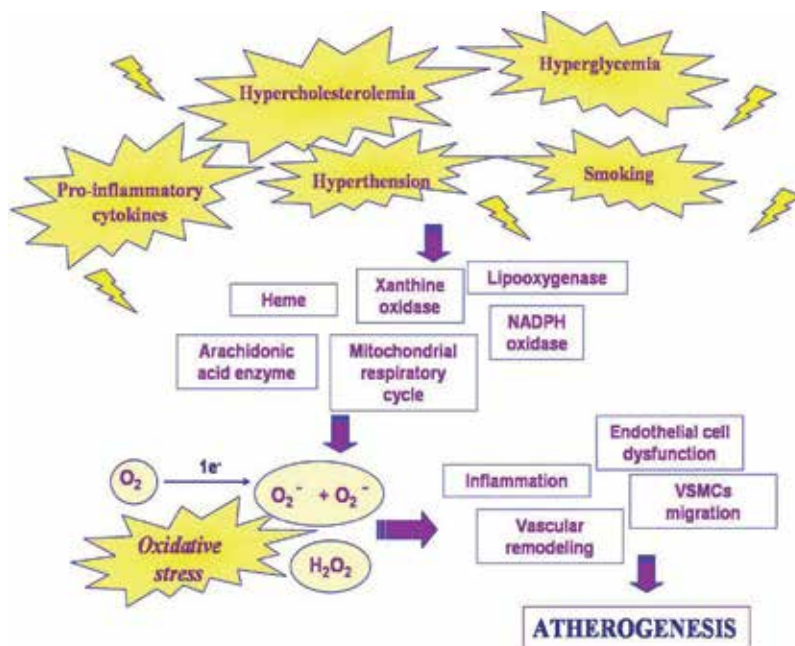 Hypercholesterolemia
Hyperglycemia
Pro-inflammatory
cytokines
Hyperthension
Smoking
Heme
Xanthine
oxidase
Lipooxygenase
NADPH
oxidase
Arachidonic
acid enzyme
Mitochondrial
respiratory
cycle
O₂
1e⁻
O₂⁻ + O₂⁻
Oxidative
stress
H₂O₂
Inflammation
Endothelial cell
dysfunction
VSMCs
migration
Vascular
remodeling
ATHEROGENESIS